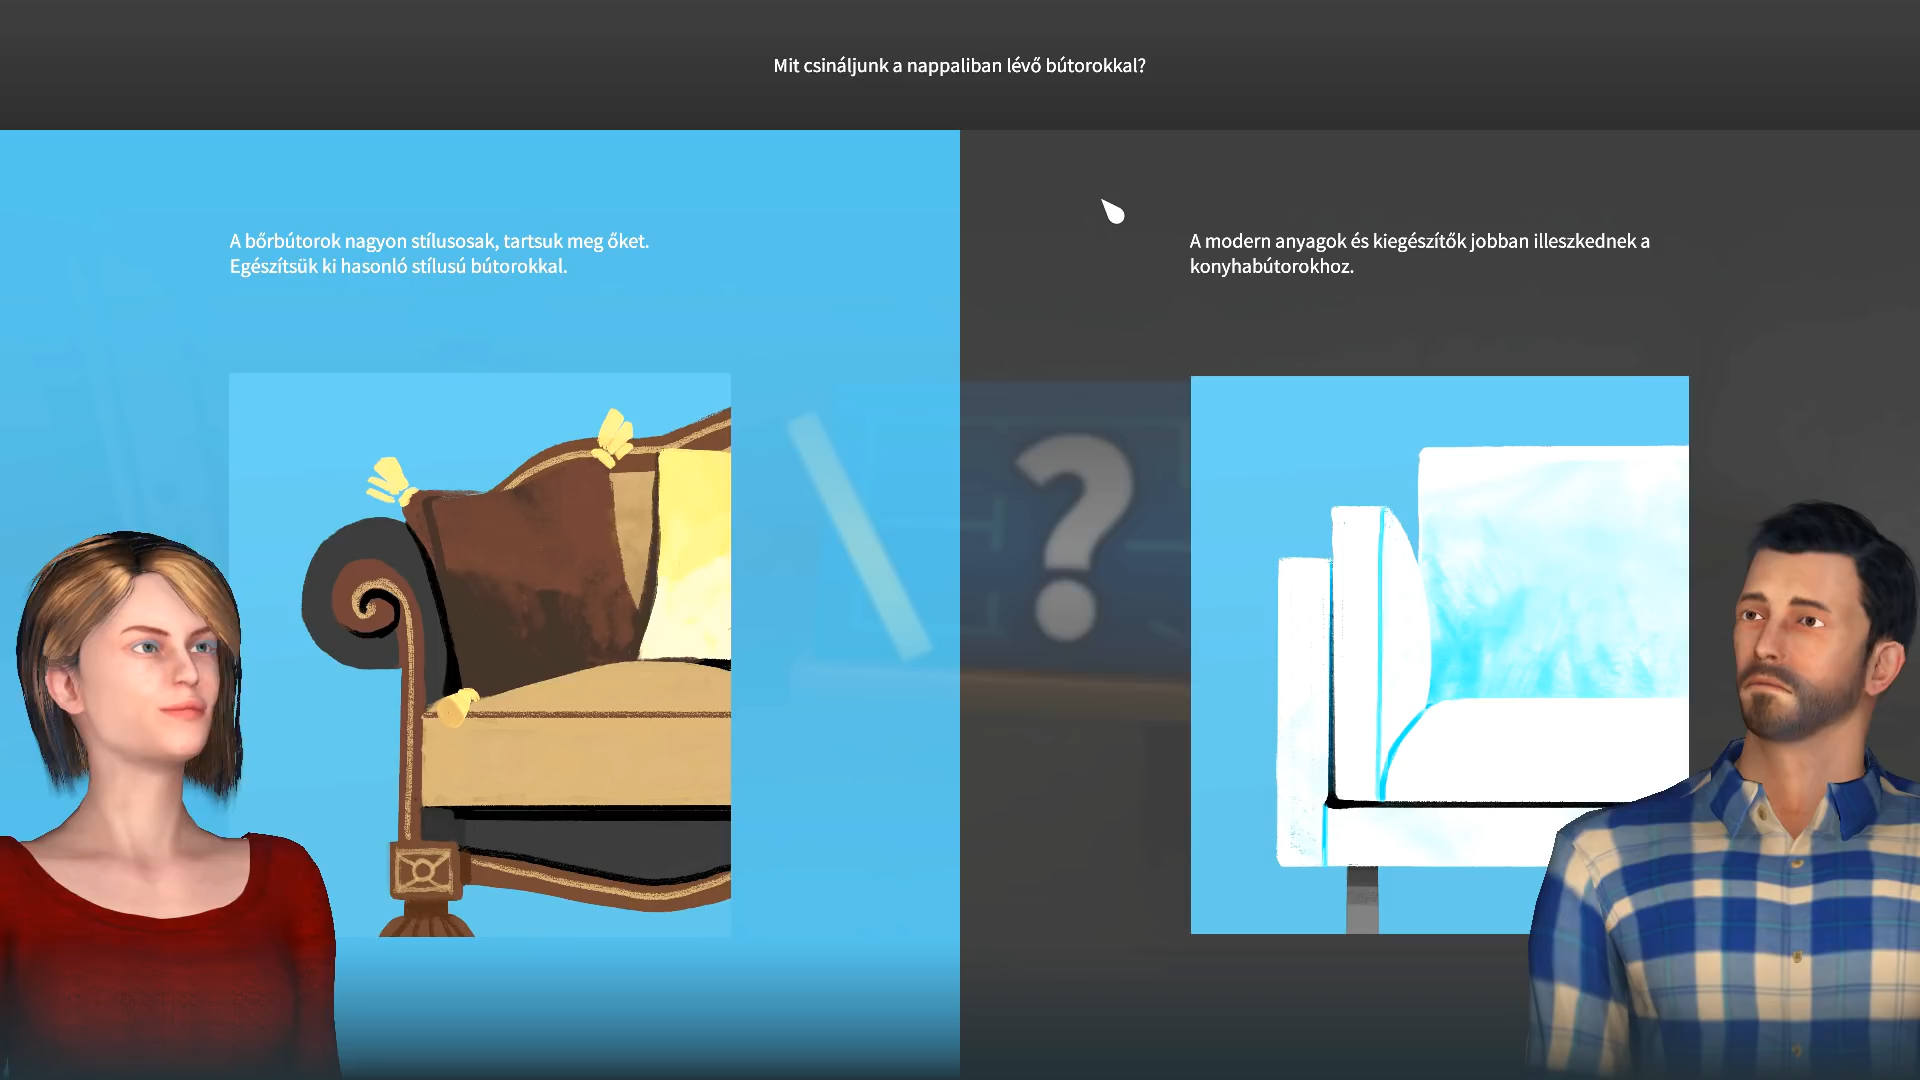 Mit csináljunk a nappaliban lévő bútorokkal?
A bőrbútorok nagyon stílusosak, tartsuk meg őket.
Egészítsük ki hasonló stílusú bútorokkal.
A modern anyagok és kiegészítők jobban illeszkednek a
konyhabútorokhoz.
?